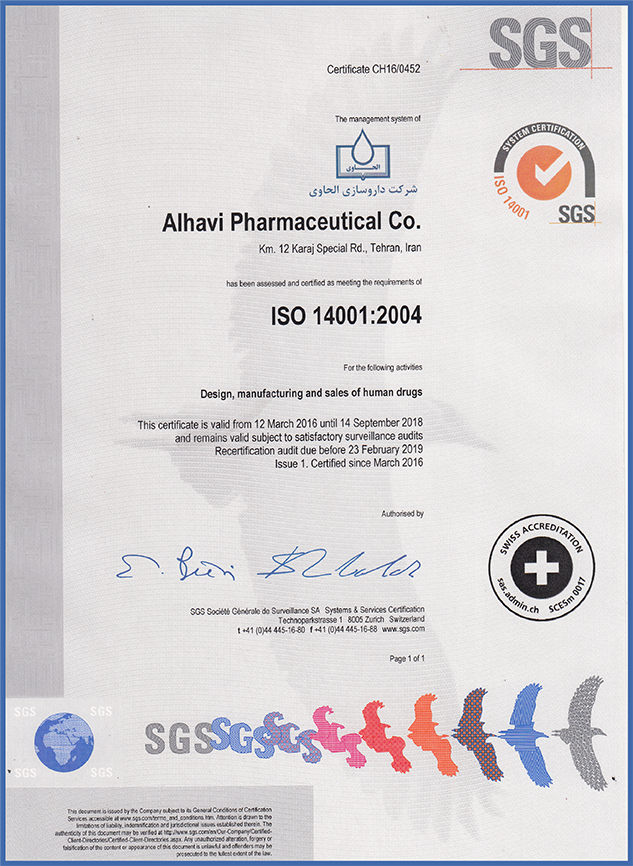 SGS
Certificate CH16/0452
The management system of
الحاوی
شرکت داروسازی الحاوی
SYSTEM CERTIFICATION
ISO 14001
SGS
Alhavi Pharmaceutical Co.
Km. 12 Karaj Special Rd., Tehran, Iran
has been assessed and certified as meeting the requirements of
ISO 14001:2004
For the following activities
Design, manufacturing and sales of human drugs
This certificate is valid from 12 March 2016 until 14 September 2018
and remains valid subject to satisfactory surveillance audits
Recertification audit due before 23 February 2019
Issue 1. Certified since March 2016
Authorised by
SWISS ACCREDITATION
sas.admin.ch SCESm 0017
SGS Société Générale de Surveillance SA Systems & Services Certification
Technoparkstrasse 1 8005 Zurich Switzerland
t +41 (0)44 445-16-80 f +41 (0)44 445-16-88 www.sgs.com
Page 1 of 1
SGS SGS
SGS SGS
SGSSGSSGS
This document is issued by the Company subject to its General Conditions of Certification
Services accessible at www.sgs.com/terms_and_conditions.htm. Attention is drawn to the
limitations of liability, indemnification and jurisdictional issues established therein. The
authenticity of this document may be verified at http://www.sgs.com/en/Our-Company/Certified-
Client-Directories/Certified-Client-Directories.aspx. Any unauthorized alteration, forgery or
falsification of the content or appearance of this document is unlawful and offenders may be
prosecuted to the fullest extent of the law.